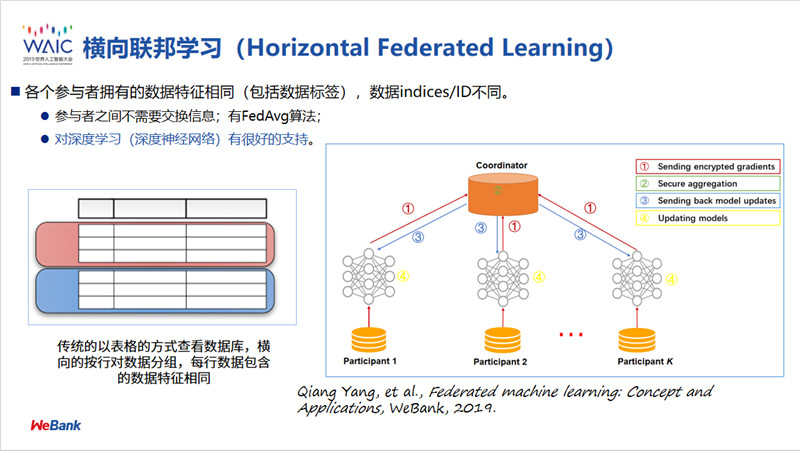 WAIC
2019世界人工智能大会
横向联邦学习（Horizontal Federated Learning）
各个参与者拥有的数据特征相同（包括数据标签），数据indices/ID不同。
参与者之间不需要交换信息；有FedAvg算法；
对深度学习（深度神经网络）有很好的支持。
传统的以表格的方式查看数据库，横
向的按行对数据分组，每行数据包含
的数据特征相同
Coordinator
②
① Sending encrypted gradients
② Secure aggregation
③ Sending back model updates
④ Updating models
① ① ①
③ ③ ③
④ ④ ④
...
Participant 1 Participant 2 Participant K
Qiang Yang, et al., Federated machine learning: Concept and
Applications, WeBank, 2019.
WeBank